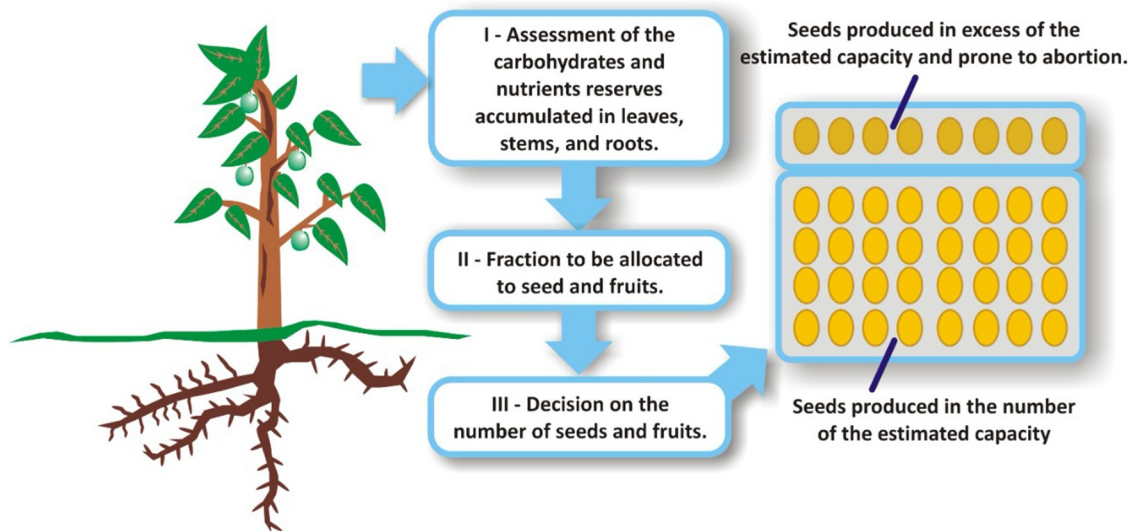 I - Assessment of the
carbohydrates and
nutrients reserves
accumulated in leaves,
stems, and roots.
II - Fraction to be allocated
to seed and fruits.
III - Decision on the
number of seeds and fruits.
Seeds produced in excess of the
estimated capacity and prone to abortion.
Seeds produced in the number
of the estimated capacity